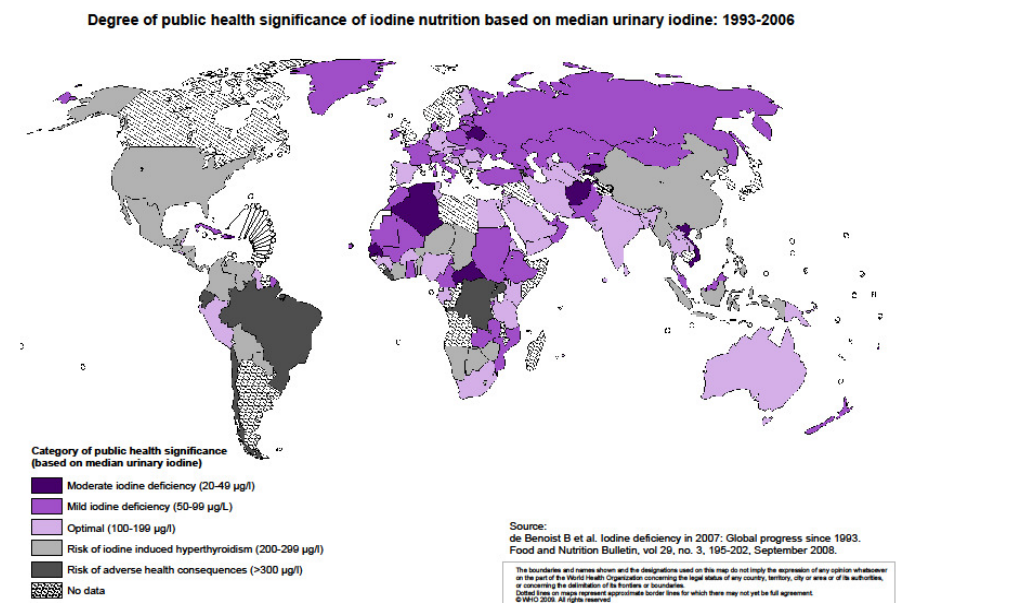 Degree of public health significance of iodine nutrition based on median urinary iodine: 1993-2006
Category of public health significance
(based on median urinary iodine)
Moderate iodine deficiency (20-49 µg/l)
Mild iodine deficiency (50-99 µg/L)
Optimal (100-199 µg/l)
Risk of iodine induced hyperthyroidism (200-299 µg/l)
Risk of adverse health consequences (>300 µg/l)
No data
Source:
de Benoist B et al. Iodine deficiency in 2007: Global progress since 1993.
Food and Nutrition Bulletin, vol 29, no. 3, 195-202, September 2008.
The boundaries and names shown and the designations used on this map do not imply the expression of any opinion whatsoever
on the part of the World Health Organization concerning the legal status of any country, territory, city or area or of its authorities,
or concerning the delimitation of its frontiers or boundaries.
Dotted lines on maps represent approximate border lines for which there may not yet be full agreement.
© WHO 2009. All rights reserved